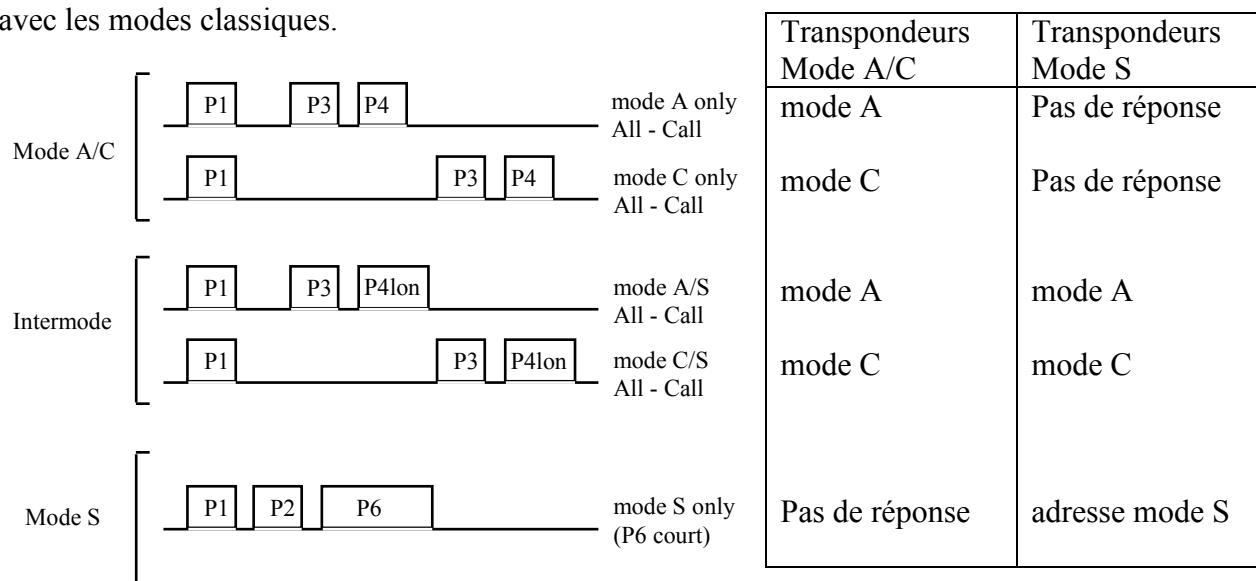 avec les modes classiques.
Transpondeurs Mode A/C
Transpondeurs Mode S
Mode A/C
P1 P3 P4
mode A only
All - Call
mode A
Pas de réponse
P1 P3 P4
mode C only
All - Call
mode C
Pas de réponse
Intermode
P1 P3 P4lon
mode A/S
All - Call
mode A
mode A
P1 P3 P4lon
mode C/S
All - Call
mode C
mode C
Mode S
P1 P2 P6
mode S only
(P6 court)
Pas de réponse
adresse mode S